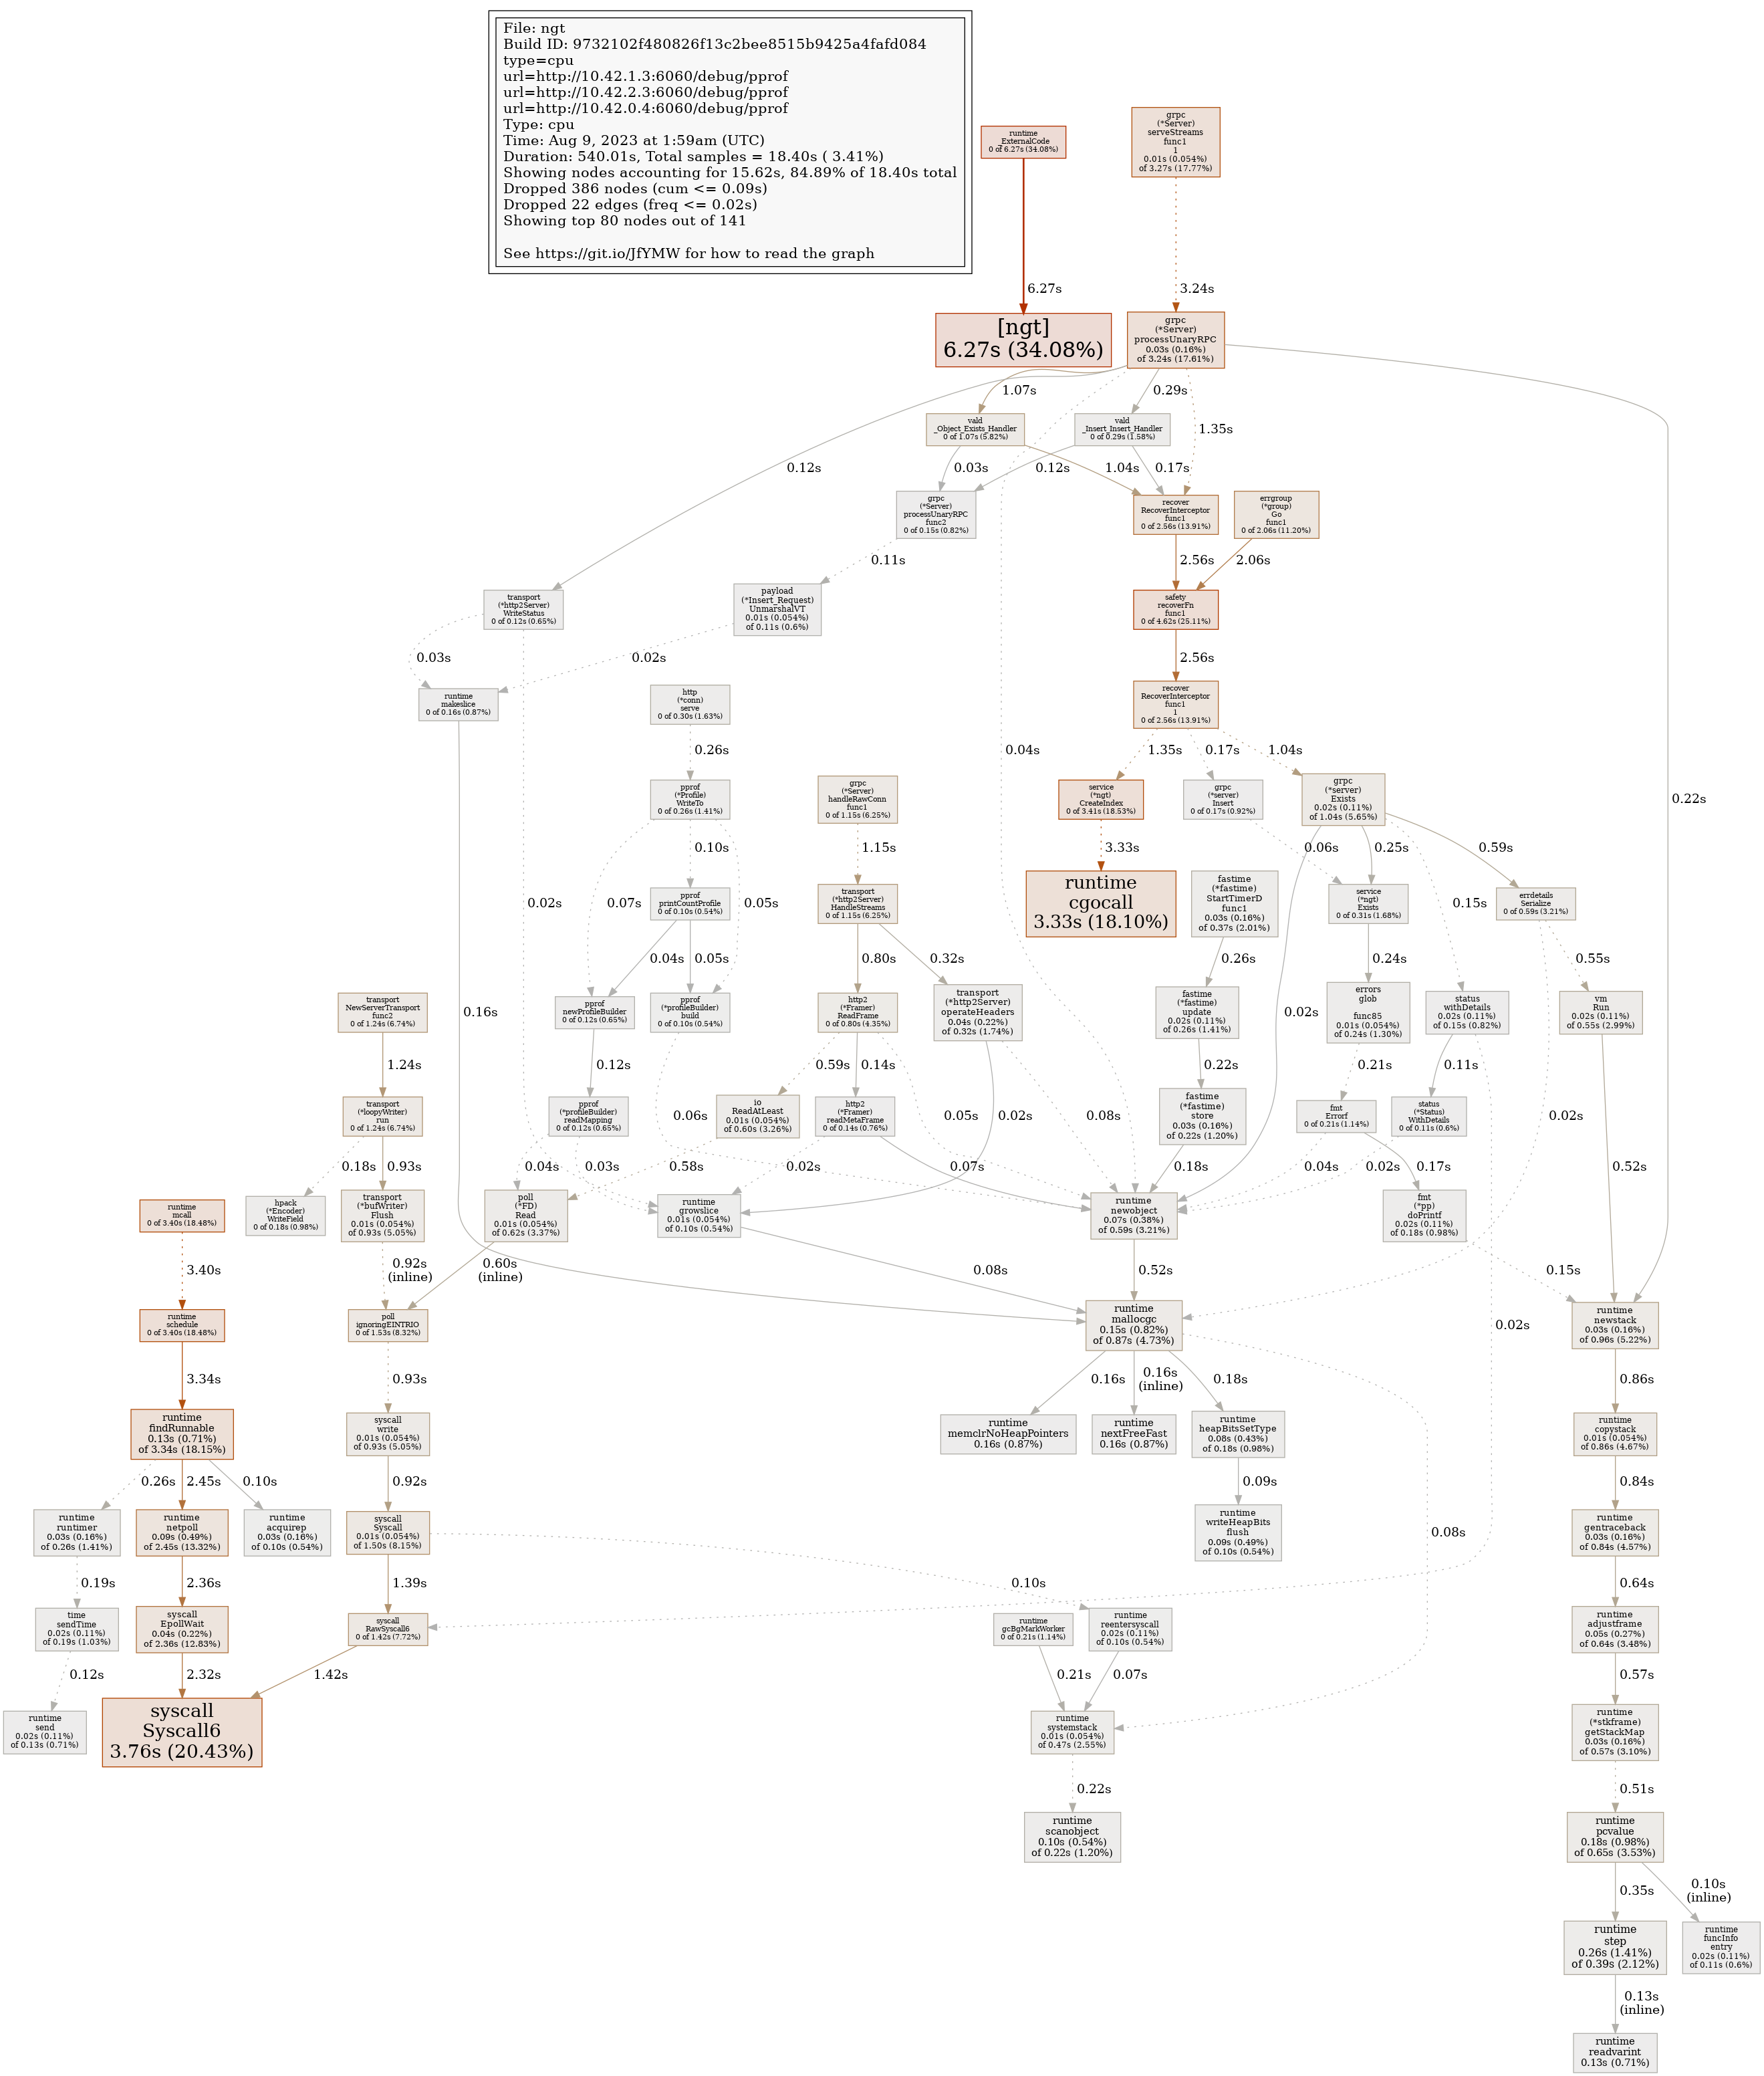 File: ngt
Build ID: 9732102f480826f13c2bee8515b9425a4fafd084
type=cpu
url=http://10.42.1.3:6060/debug/pprof
url=http://10.42.2.3:6060/debug/pprof
url=http://10.42.0.4:6060/debug/pprof
Type: cpu
Time: Aug 9, 2023 at 1:59am (UTC)
Duration: 540.01s, Total samples = 18.40s ( 3.41%)
Showing nodes accounting for 15.62s, 84.89% of 18.40s total
Dropped 386 nodes (cum <= 0.09s)
Dropped 22 edges (freq <= 0.02s)
Showing top 80 nodes out of 141
See https://git.io/JfYMW for how to read the graph
runtime
_ExternalCode
0 of 6.27s (34.08%)
grpc
(*Server)
serveStreams
func1
1
0.01s (0.054%)
of 3.27s (17.77%)
6.27s
3.24s
[ngt]
6.27s (34.08%)
grpc
(*Server)
processUnaryRPC
0.03s (0.16%)
of 3.24s (17.61%)
1.07s
0.29s
1.35s
0.12s
0.04s
0.22s
vald
_Object_Exists_Handler
0 of 1.07s (5.82%)
vald
_Insert_Insert_Handler
0 of 0.29s (1.58%)
0.03s
0.12s
1.04s
0.17s
grpc
(*Server)
processUnaryRPC
func2
0 of 0.15s (0.82%)
recover
RecoverInterceptor
func1
0 of 2.56s (13.91%)
errgroup
(*group)
Go
func1
0 of 2.06s (11.20%)
0.11s
2.56s
2.06s
transport
(*http2Server)
WriteStatus
0 of 0.12s (0.65%)
payload
(*Insert_Request)
UnmarshalVT
0.01s (0.054%)
of 0.11s (0.6%)
safety
recoverFn
func1
0 of 4.62s (25.11%)
0.03s
0.02s
0.02s
2.56s
runtime
makeslice
0 of 0.16s (0.87%)
http
(*conn)
serve
0 of 0.30s (1.63%)
recover
RecoverInterceptor
func1
1
0 of 2.56s (13.91%)
0.16s
0.26s
1.35s
0.17s
1.04s
pprof
(*Profile)
WriteTo
0 of 0.26s (1.41%)
grpc
(*Server)
handleRawConn
func1
0 of 1.15s (6.25%)
service
(*ngt)
CreateIndex
0 of 3.41s (18.53%)
grpc
(*server)
Insert
0 of 0.17s (0.92%)
grpc
(*server)
Exists
0.02s (0.11%)
of 1.04s (5.65%)
0.07s
0.10s
0.05s
1.15s
3.33s
0.06s
0.25s
0.02s
0.15s
0.59s
pprof
printCountProfile
0 of 0.10s (0.54%)
transport
(*http2Server)
HandleStreams
0 of 1.15s (6.25%)
runtime
cgocall
3.33s (18.10%)
fastime
(*fastime)
StartTimerD
func1
0.03s (0.16%)
of 0.37s (2.01%)
service
(*ngt)
Exists
0 of 0.31s (1.68%)
errdetails
Serialize
0 of 0.59s (3.21%)
0.04s
0.05s
0.80s
0.32s
0.26s
0.24s
0.55s
0.02s
transport
NewServerTransport
func2
0 of 1.24s (6.74%)
pprof
newProfileBuilder
0 of 0.12s (0.65%)
pprof
(*profileBuilder)
build
0 of 0.10s (0.54%)
http2
(*Framer)
ReadFrame
0 of 0.80s (4.35%)
transport
(*http2Server)
operateHeaders
0.04s (0.22%)
of 0.32s (1.74%)
fastime
(*fastime)
update
0.02s (0.11%)
of 0.26s (1.41%)
errors
glob

func85
0.01s (0.054%)
of 0.24s (1.30%)
status
withDetails
0.02s (0.11%)
of 0.15s (0.82%)
vm
Run
0.02s (0.11%)
of 0.55s (2.99%)
1.24s
0.12s
0.06s
0.59s
0.14s
0.05s
0.02s
0.08s
0.22s
0.21s
0.11s
0.02s
0.52s
transport
(*loopyWriter)
run
0 of 1.24s (6.74%)
pprof
(*profileBuilder)
readMapping
0 of 0.12s (0.65%)
io
ReadAtLeast
0.01s (0.054%)
of 0.60s (3.26%)
http2
(*Framer)
readMetaFrame
0 of 0.14s (0.76%)
fastime
(*fastime)
store
0.03s (0.16%)
of 0.22s (1.20%)
fmt
Errorf
0 of 0.21s (1.14%)
status
(*Status)
WithDetails
0 of 0.11s (0.6%)
0.18s
0.93s
0.04s
0.03s
0.58s
0.02s
0.07s
0.18s
0.04s
0.17s
0.02s
runtime
mcall
0 of 3.40s (18.48%)
hpack
(*Encoder)
WriteField
0 of 0.18s (0.98%)
transport
(*bufWriter)
Flush
0.01s (0.054%)
of 0.93s (5.05%)
poll
(*FD)
Read
0.01s (0.054%)
of 0.62s (3.37%)
runtime
growslice
0.01s (0.054%)
of 0.10s (0.54%)
runtime
newobject
0.07s (0.38%)
of 0.59s (3.21%)
fmt
(*pp)
doPrintf
0.02s (0.11%)
of 0.18s (0.98%)
3.40s
0.92s
(inline)
0.60s
(inline)
0.08s
0.52s
0.15s
runtime
schedule
0 of 3.40s (18.48%)
poll
ignoringEINTRIO
0 of 1.53s (8.32%)
runtime
mallocgc
0.15s (0.82%)
of 0.87s (4.73%)
runtime
newstack
0.03s (0.16%)
of 0.96s (5.22%)
3.34s
0.93s
0.16s
0.16s
(inline)
0.18s
0.08s
0.86s
runtime
findRunnable
0.13s (0.71%)
of 3.34s (18.15%)
syscall
write
0.01s (0.054%)
of 0.93s (5.05%)
runtime
memclrNoHeapPointers
0.16s (0.87%)
runtime
nextFreeFast
0.16s (0.87%)
runtime
heapBitsSetType
0.08s (0.43%)
of 0.18s (0.98%)
runtime
copystack
0.01s (0.054%)
of 0.86s (4.67%)
0.26s
2.45s
0.10s
0.92s
0.09s
0.84s
runtime
runtimer
0.03s (0.16%)
of 0.26s (1.41%)
runtime
netpoll
0.09s (0.49%)
of 2.45s (13.32%)
runtime
acquirep
0.03s (0.16%)
of 0.10s (0.54%)
syscall
Syscall
0.01s (0.054%)
of 1.50s (8.15%)
runtime
writeHeapBits
flush
0.09s (0.49%)
of 0.10s (0.54%)
runtime
gentraceback
0.03s (0.16%)
of 0.84s (4.57%)
0.19s
2.36s
1.39s
0.10s
0.64s
time
sendTime
0.02s (0.11%)
of 0.19s (1.03%)
syscall
EpollWait
0.04s (0.22%)
of 2.36s (12.83%)
syscall
RawSyscall6
0 of 1.42s (7.72%)
runtime
gcBgMarkWorker
0 of 0.21s (1.14%)
runtime
reentersyscall
0.02s (0.11%)
of 0.10s (0.54%)
runtime
adjustframe
0.05s (0.27%)
of 0.64s (3.48%)
0.12s
2.32s
1.42s
0.21s
0.07s
0.57s
runtime
send
0.02s (0.11%)
of 0.13s (0.71%)
syscall
Syscall6
3.76s (20.43%)
runtime
systemstack
0.01s (0.054%)
of 0.47s (2.55%)
runtime
(*stkframe)
getStackMap
0.03s (0.16%)
of 0.57s (3.10%)
0.22s
0.51s
runtime
scanobject
0.10s (0.54%)
of 0.22s (1.20%)
runtime
pcvalue
0.18s (0.98%)
of 0.65s (3.53%)
0.35s
0.10s
(inline)
runtime
step
0.26s (1.41%)
of 0.39s (2.12%)
runtime
funcInfo
entry
0.02s (0.11%)
of 0.11s (0.6%)
0.13s
(inline)
runtime
readvarint
0.13s (0.71%)